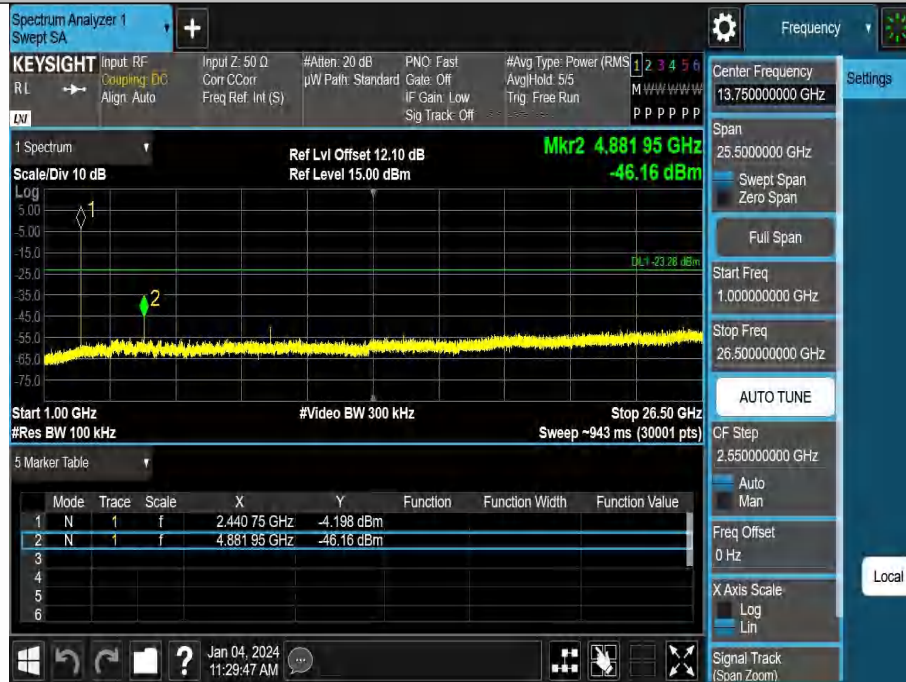 Spectrum Analyzer 1
Swept SA
+
Frequency
KEYSIGHT
RL
LXI
Input: RF
Coupling: DC
Align: Auto
Input Z: 50 Ω
Corr CCorr
Freq Ref: Int (S)
#Atten: 20 dB
µW Path: Standard
PNO: Fast
Gate: Off
IF Gain: Low
Sig Track: Off
#Avg Type: Power (RMS
Avg|Hold: 5/5
Trig: Free Run
1 2 3 4 5 6
M W W W W W
P P P P P P
1 Spectrum
Scale/Div 10 dB
Ref Lvl Offset 12.10 dB
Ref Level 15.00 dBm
Mkr2 4.881 95 GHz
-46.16 dBm
Log
5.00
-5.00
-15.0
-25.0
-35.0
-45.0
-55.0
-65.0
-75.0
1
2
DL1 -23.28 dBm
Start 1.00 GHz
#Res BW 100 kHz
#Video BW 300 kHz
Stop 26.50 GHz
Sweep ~943 ms (30001 pts)
5 Marker Table
Mode Trace Scale X Y Function Function Width Function Value
1 N 1 f 2.440 75 GHz -4.198 dBm
2 N 1 f 4.881 95 GHz -46.16 dBm
3
4
5
6
?
Jan 04, 2024
11:29:47 AM
Center Frequency
13.750000000 GHz
Settings
Span
25.5000000 GHz
Swept Span
Zero Span
Full Span
Start Freq
1.000000000 GHz
Stop Freq
26.500000000 GHz
AUTO TUNE
CF Step
2.550000000 GHz
Auto
Man
Freq Offset
0 Hz
Local
X Axis Scale
Log
Lin
Signal Track
(Span Zoom)